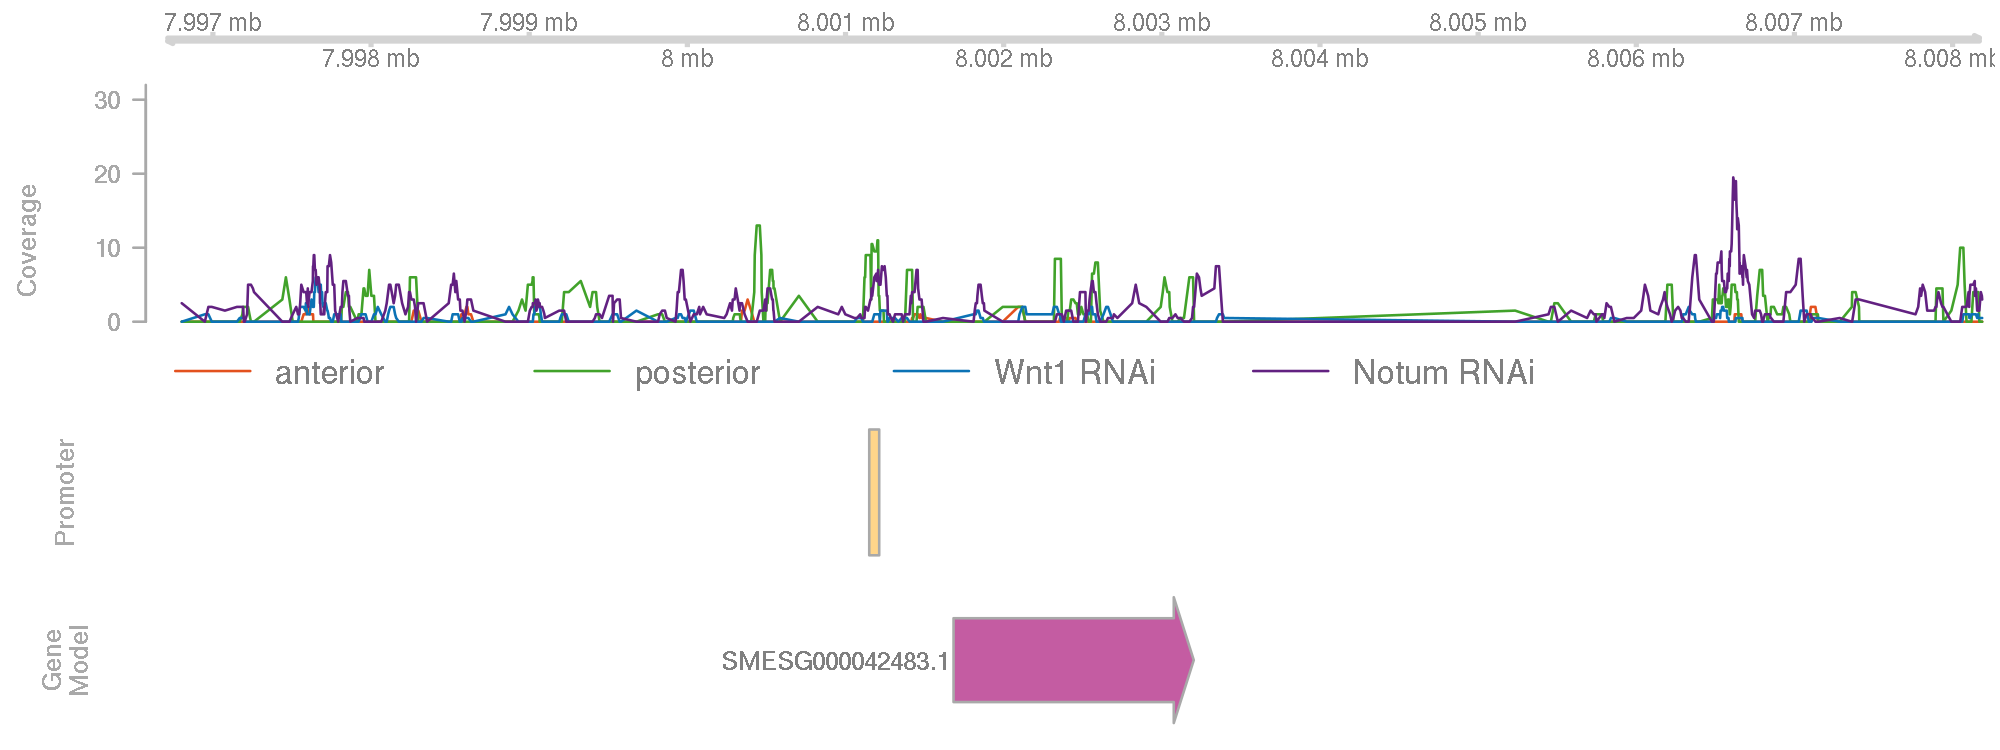 7.997 mb 7.999 mb 8.001 mb 8.003 mb 8.005 mb 8.007 mb
7.998 mb 8 mb 8.002 mb 8.004 mb 8.006 mb 8.008 mb
30
20
10
0
Coverage
anterior posterior Wnt1 RNAi Notum RNAi
Promoter
Gene
Model
SMESG000042483.1